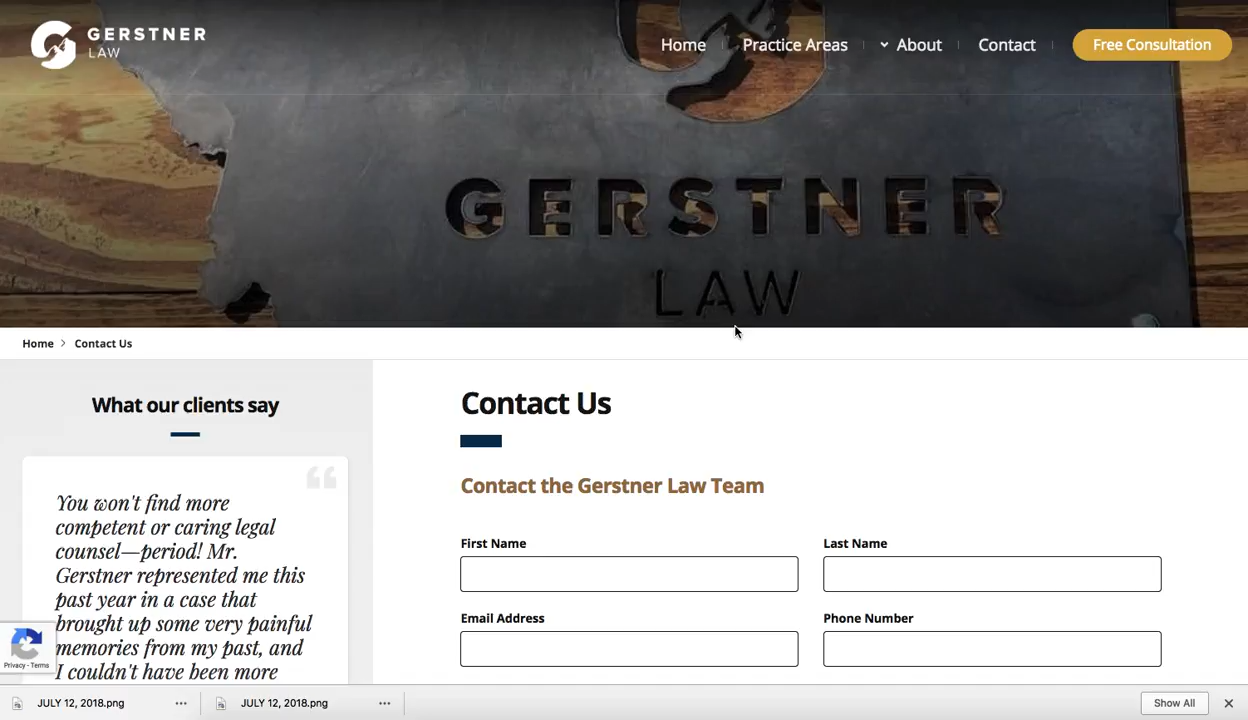 GERSTNER
LAW
Home
Practice Areas
About
Contact
Free Consultation
GERSTNER
LAW
Home > Contact Us
What our clients say
You won't find more
competent or caring legal
counsel—period! Mr.
Gerstner represented me this
past year in a case that
brought up some very painful
memories from my past, and
I couldn't have been more
Contact Us
Contact the Gerstner Law Team
First Name
Last Name
Email Address
Phone Number
Privacy - Terms
JULY 12, 2018.png
JULY 12, 2018.png
Show All